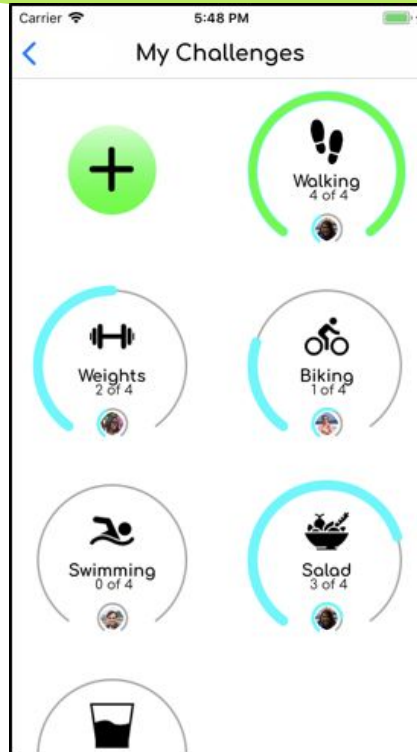 Carrier
5:48 PM
My Challenges
Walking
4 of 4
Weights
2 of 4
Biking
1 of 4
Swimming
0 of 4
Salad
3 of 4